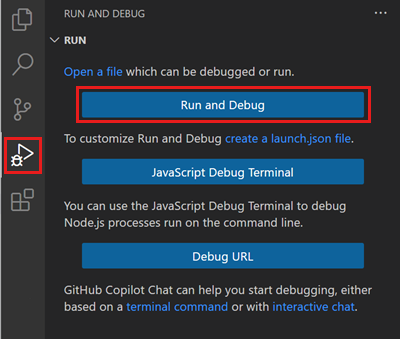 RUN AND DEBUG
RUN
Open a file which can be debugged or run.
Run and Debug
To customize Run and Debug create a launch.json file.
JavaScript Debug Terminal
You can use the JavaScript Debug Terminal to debug
Node.js processes run on the command line.
Debug URL
GitHub Copilot Chat can help you start debugging, either
based on a terminal command or with interactive chat.